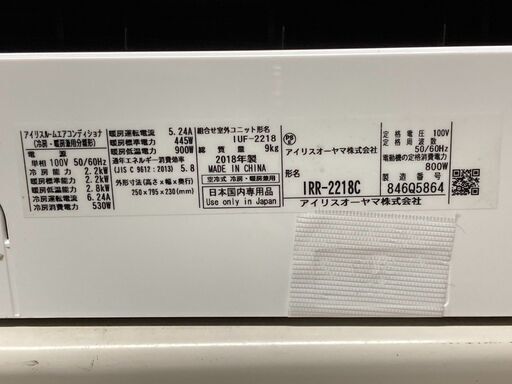 アイリスルームエアコンディショナ
(冷房・暖房兼用分離形)
電源
単相 100V 50/60Hz
冷房標準能力 2.2kW
暖房標準能力 2.2kW
暖房低温能力 2.8kW
冷房運転電流 6.24A
冷房消費電力 530W
暖房運転電流 5.24A
暖房標準電力 445W
暖房低温電力 900W
通年エネルギー消費効率
(JIS C 9612:2013) 5.8
外形寸法(高さ×幅×奥行)
250×795×230(mm)
組合せ室外ユニット形名
IUF-2218
総質量 9kg
2018年製
MADE IN CHINA
空冷式 冷房・暖房兼用
日本国内専用品
Use only in Japan
PSE
アイリスオーヤマ株式会社
形名
IRR-2218C
アイリスオーヤマ株式会社
定格電圧 100V
定格周波数 50/60Hz
電動機の定格消費電力
800W
製造番号
846Q5864